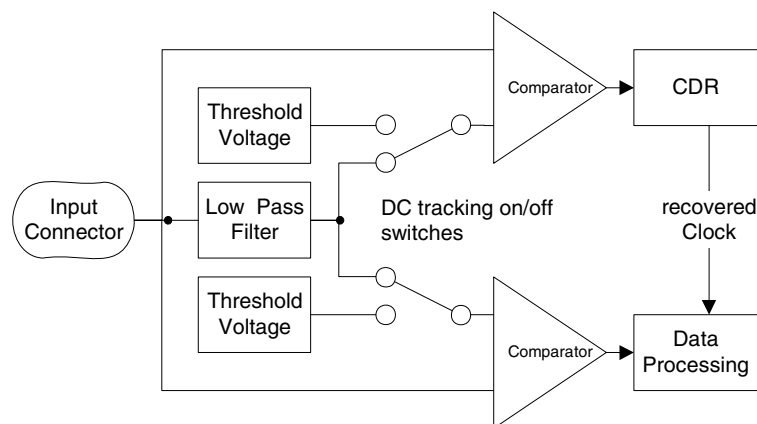 Comparator
CDR
Threshold
Voltage
Input
Connector
Low Pass
Filter
DC tracking on/off
switches
recovered
Clock
Threshold
Voltage
Comparator
Data
Processing